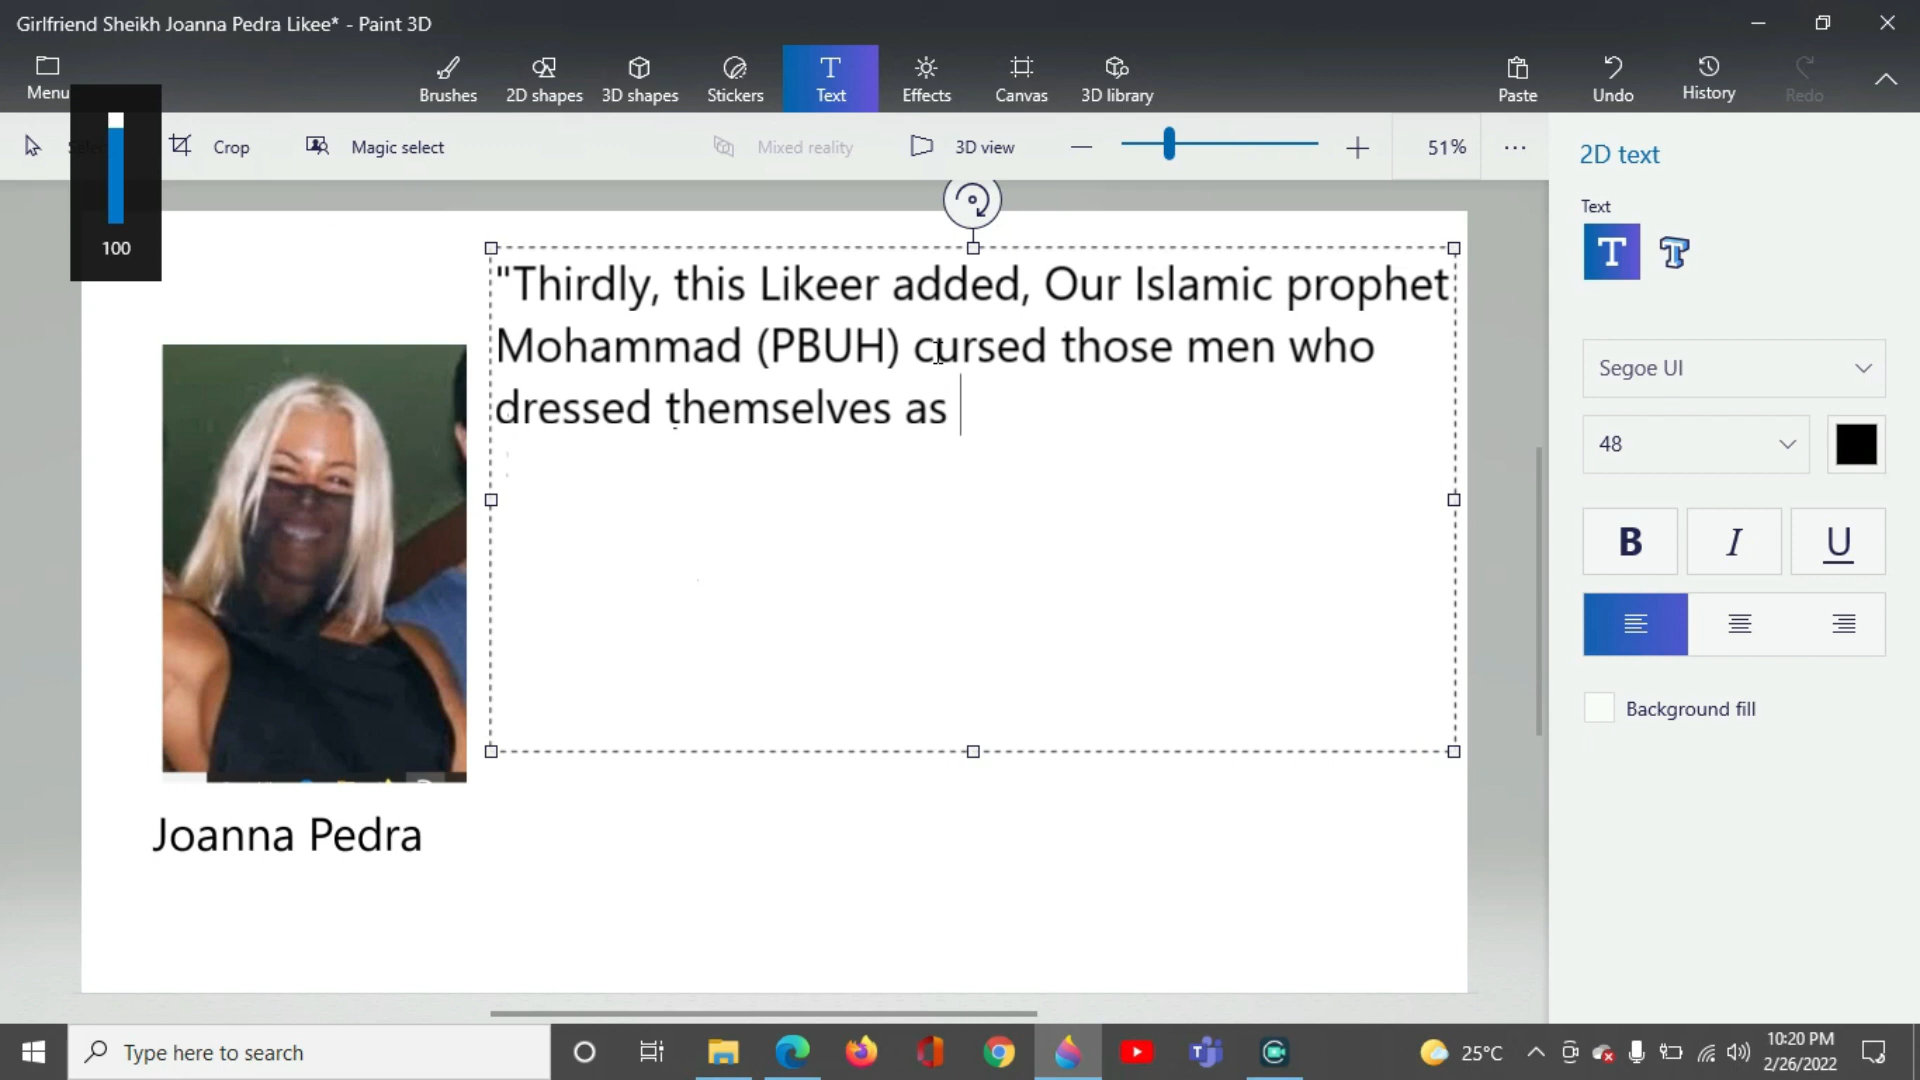 Girlfriend Sheikh Joanna Pedra Likee* - Paint 3D
Menu
Brushes
2D shapes
3D shapes
Stickers
Text
Effects
Canvas
3D library
Paste
Undo
History
Redo
Select
Crop
Magic select
Mixed reality
3D view
51%
100
2D text
Text
"Thirdly, this Likeer added, Our Islamic prophet
Mohammad (PBUH) cursed those men who
dressed themselves as
Segoe UI
48
B I U
Background fill
Joanna Pedra
Type here to search
25°C
10:20 PM
2/26/2022